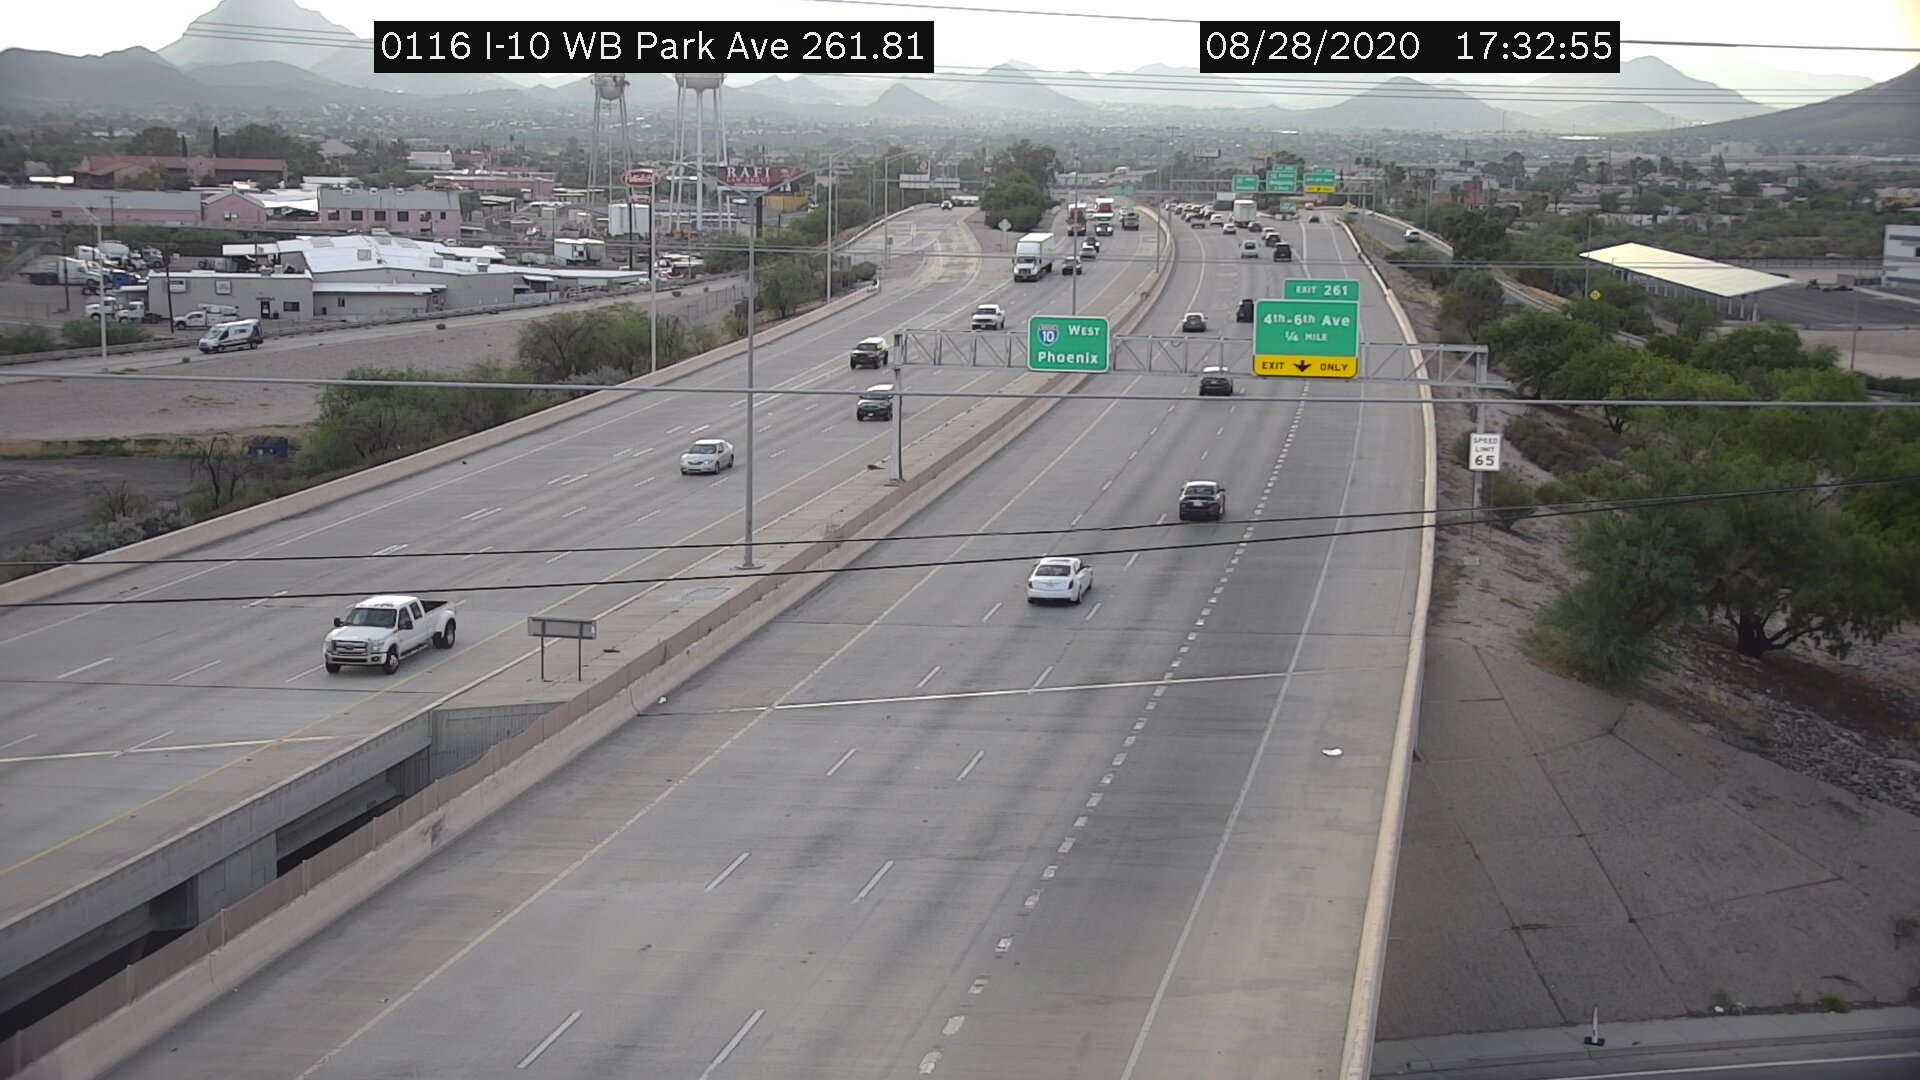 0116 I-10 WB Park Ave 261.81
08/28/2020 17:32:55
RAFI
EXIT 261
10 WEST
Phoenix
4th-6th Ave
1/4 MILE
EXIT ONLY
SPEED
LIMIT
65